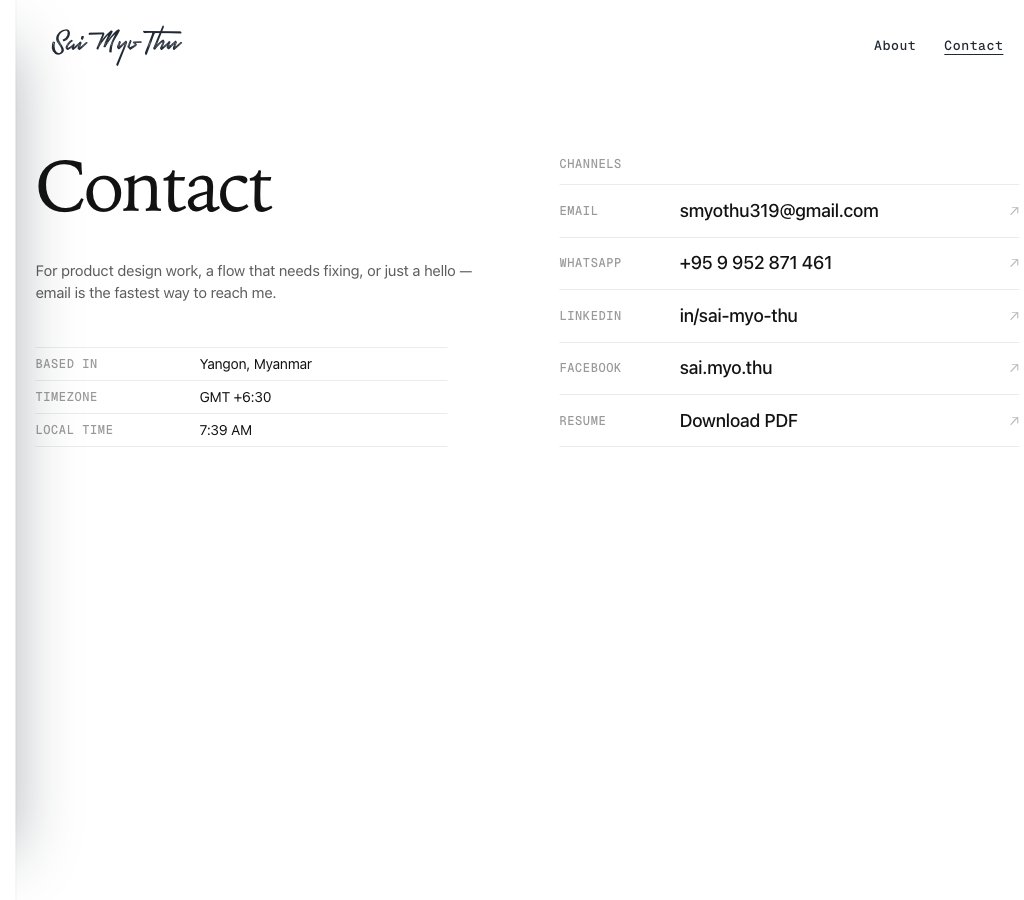 Sai Myo Thu
About
Contact
Contact
For product design work, a flow that needs fixing, or just a hello —
email is the fastest way to reach me.
BASED IN Yangon, Myanmar
TIMEZONE GMT +6:30
LOCAL TIME 7:39 AM
CHANNELS
EMAIL smyothu319@gmail.com ↗
WHATSAPP +95 9 952 871 461 ↗
LINKEDIN in/sai-myo-thu ↗
FACEBOOK sai.myo.thu ↗
RESUME Download PDF ↗